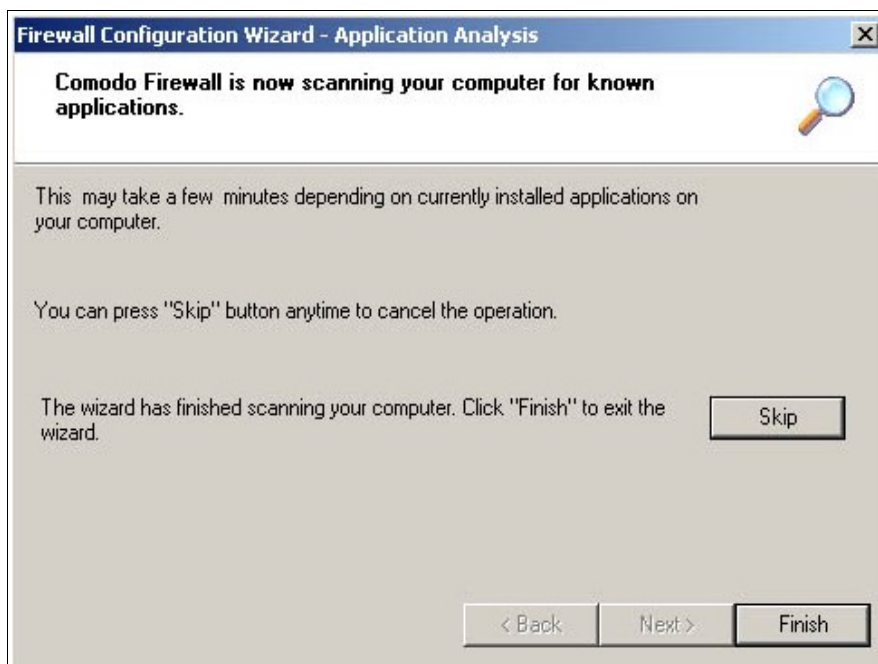 Firewall Configuration Wizard - Application Analysis
Comodo Firewall is now scanning your computer for known
applications.
This may take a few minutes depending on currently installed applications on
your computer.
You can press "Skip" button anytime to cancel the operation.
The wizard has finished scanning your computer. Click "Finish" to exit the
wizard.
Skip
< Back
Next >
Finish